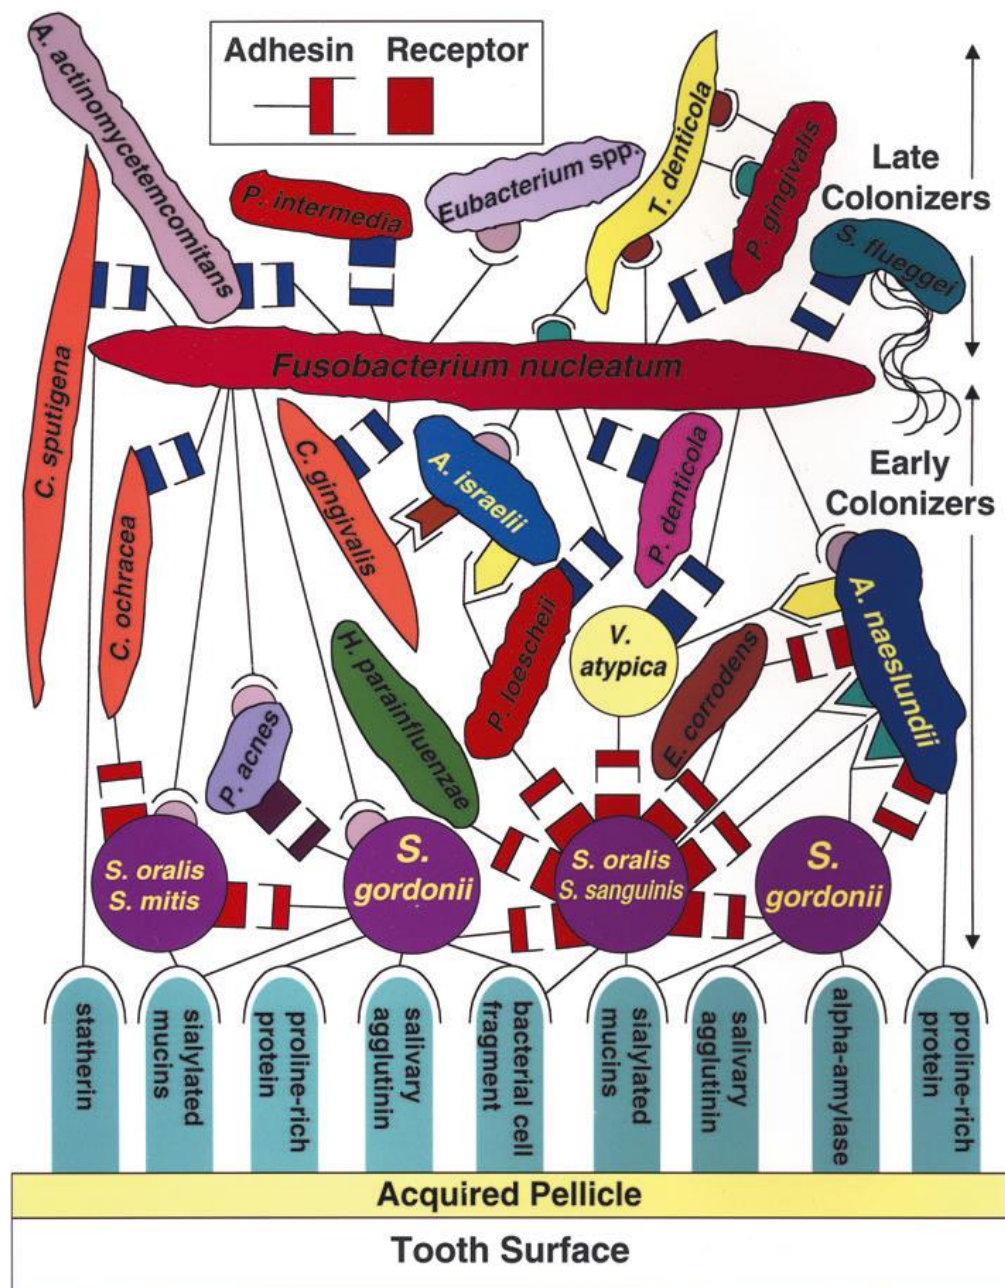 A. actinomycetemcomitans
Adhesin Receptor
T. denticola
P. gingivalis
Late
Colonizers
P. intermedia
Eubacterium spp.
S. flueggei
C. sputigena
Fusobacterium nucleatum
Early
Colonizers
C. ochracea
C. gingivalis
A. israelii
P. denticola
P. loescheii
V.
atypica
A. naeslundii
H. parainfluenzae
E. corrodens
P. acnes
S. oralis
S. mitis
S.
gordonii
S. oralis
S. sanguinis
S.
gordonii
statherin
sialylated
mucins
proline-rich
protein
salivary
agglutinin
bacterial cell
fragment
sialylated
mucins
salivary
agglutinin
alpha-amylase
proline-rich
protein
Acquired Pellicle
Tooth Surface